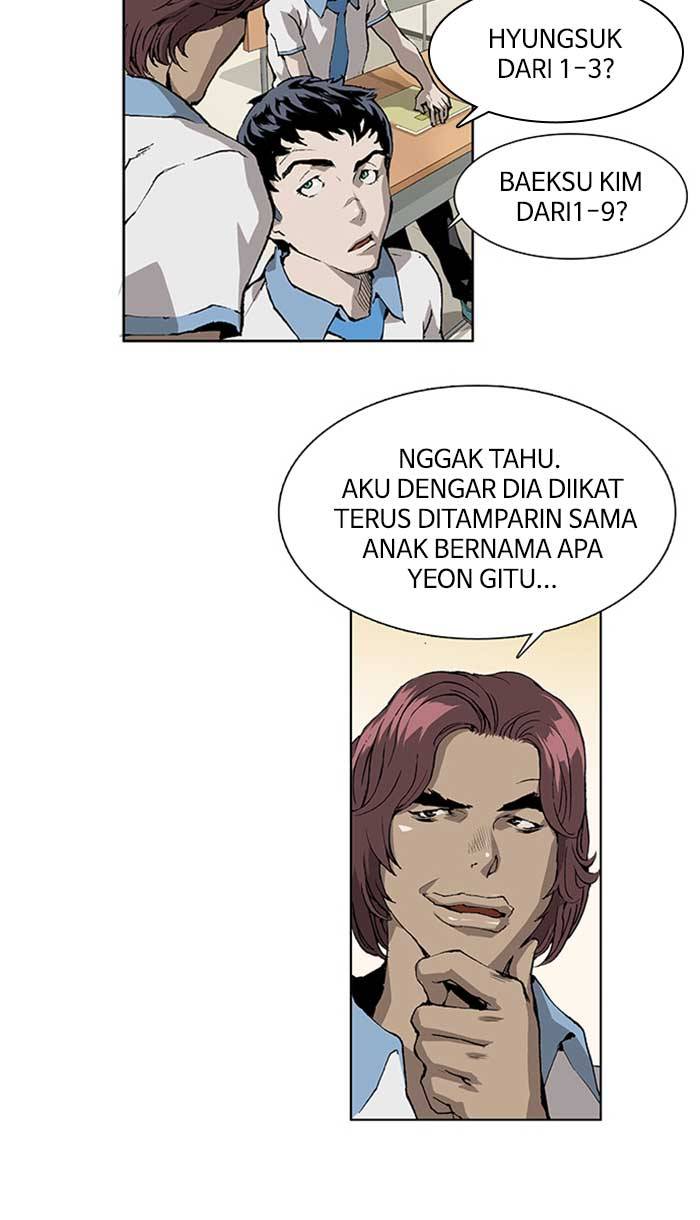 HYUNGSUK
DARI 1-3?
BAEKSU KIM
DARI1-9?
NGGAK TAHU.
AKU DENGAR DIA DIIKAT
TERUS DITAMPARIN SAMA
ANAK BERNAMA APA
YEON GITU...